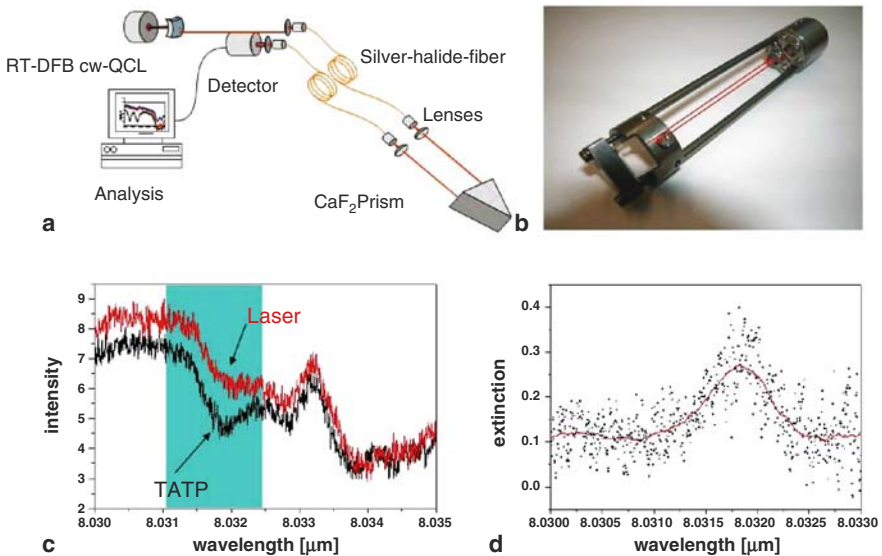 RT-DFB cw-QCL
Detector
Silver-halide-fiber
Lenses
Analysis
CaF₂Prism
a
b
9
8
7
6
5
4
3
2
intensity
Laser
TATP
8.030 8.031 8.032 8.033 8.034 8.035
wavelength [µm]
c
0.4
0.3
0.2
0.1
0.0
extinction
8.0300 8.0305 8.0310 8.0315 8.0320 8.0325 8.0330
wavelength [µm]
d